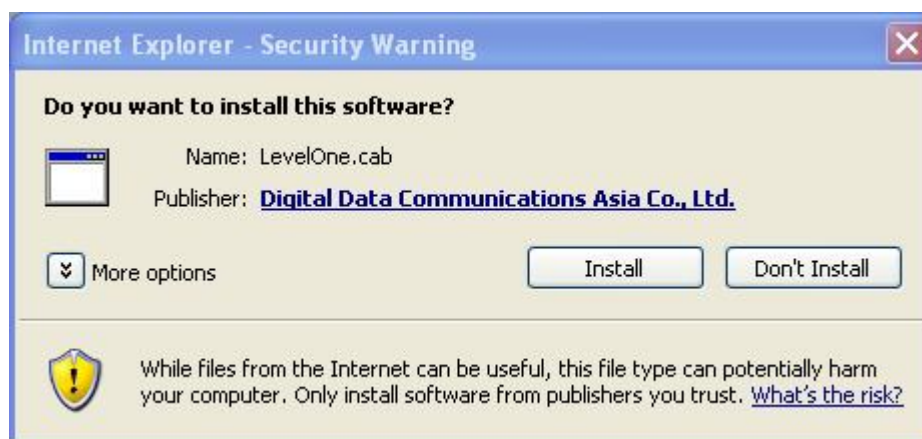 Internet Explorer - Security Warning
Do you want to install this software?
Name: LevelOne.cab
Publisher: Digital Data Communications Asia Co., Ltd.
More options
Install
Don't Install
While files from the Internet can be useful, this file type can potentially harm
your computer. Only install software from publishers you trust. What's the risk?